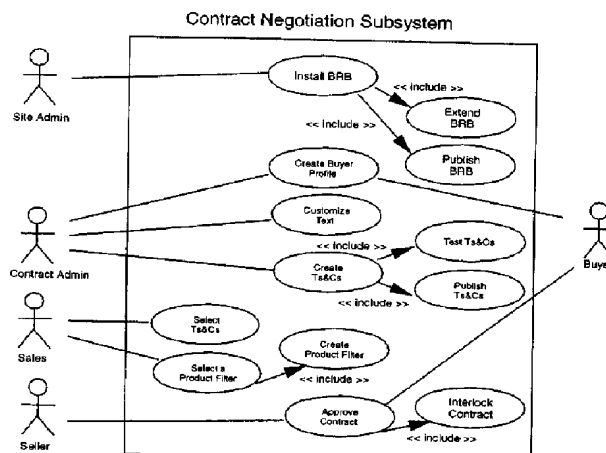 Contract Negotiation Subsystem
Install BRB
<< include >>
Site Admin
Extend
BRB
<< include >>
Publish
BRB
Create Buyer
Profile
Customize
Text
<< include >>
Test Ts&Cs
Contract Admin
Create
Ts&Cs
Buyer
Publish
Ts&Cs
<< include >>
Select
Ts&Cs
Sales
Create
Product Filter
Select a
Product Filter
<< include >>
Interlock
Contract
Approve
Contract
Seller
<< include >>